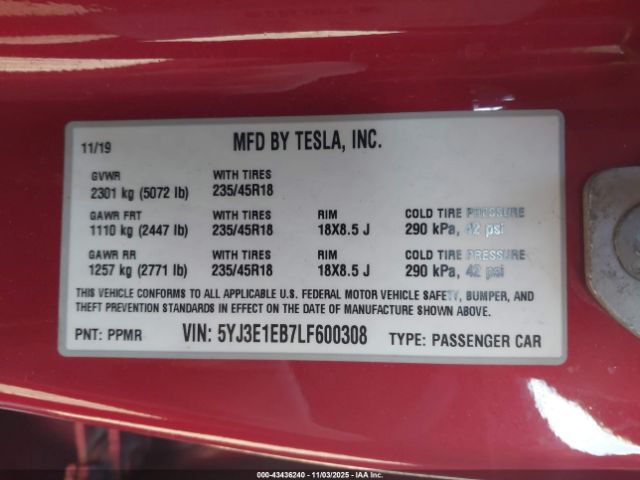 11/19 MFD BY TESLA, INC.
GVWR WITH TIRES
2301 kg (5072 lb) 235/45R18
GAWR FRT WITH TIRES RIM COLD TIRE PRESSURE
1110 kg (2447 lb) 235/45R18 18X8.5 J 290 kPa, 42 psi
GAWR RR WITH TIRES RIM COLD TIRE PRESSURE
1257 kg (2771 lb) 235/45R18 18X8.5 J 290 kPa, 42 psi
THIS VEHICLE CONFORMS TO ALL APPLICABLE U.S. FEDERAL MOTOR VEHICLE SAFETY, BUMPER, AND
THEFT PREVENTION STANDARDS IN EFFECT ON THE DATE OF MANUFACTURE SHOWN ABOVE.
PNT: PPMR VIN: 5YJ3E1EB7LF600308 TYPE: PASSENGER CAR
000-43436240 - 11/03/2025 - IAAI.CA